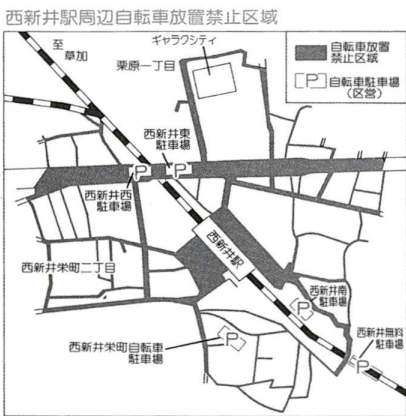 西新井駅周辺自転車放置禁止区域
至
草加
ギャラクシティ
栗原一丁目
自転車放置
禁止区域
P 自転車駐車場
(区営)
西新井東
駐車場
P
P
西新井西
駐車場
西新井駅
西新井栄町二丁目
西新井南
駐車場
P
西新井無料
駐車場
P
西新井栄町自転車
駐車場
P